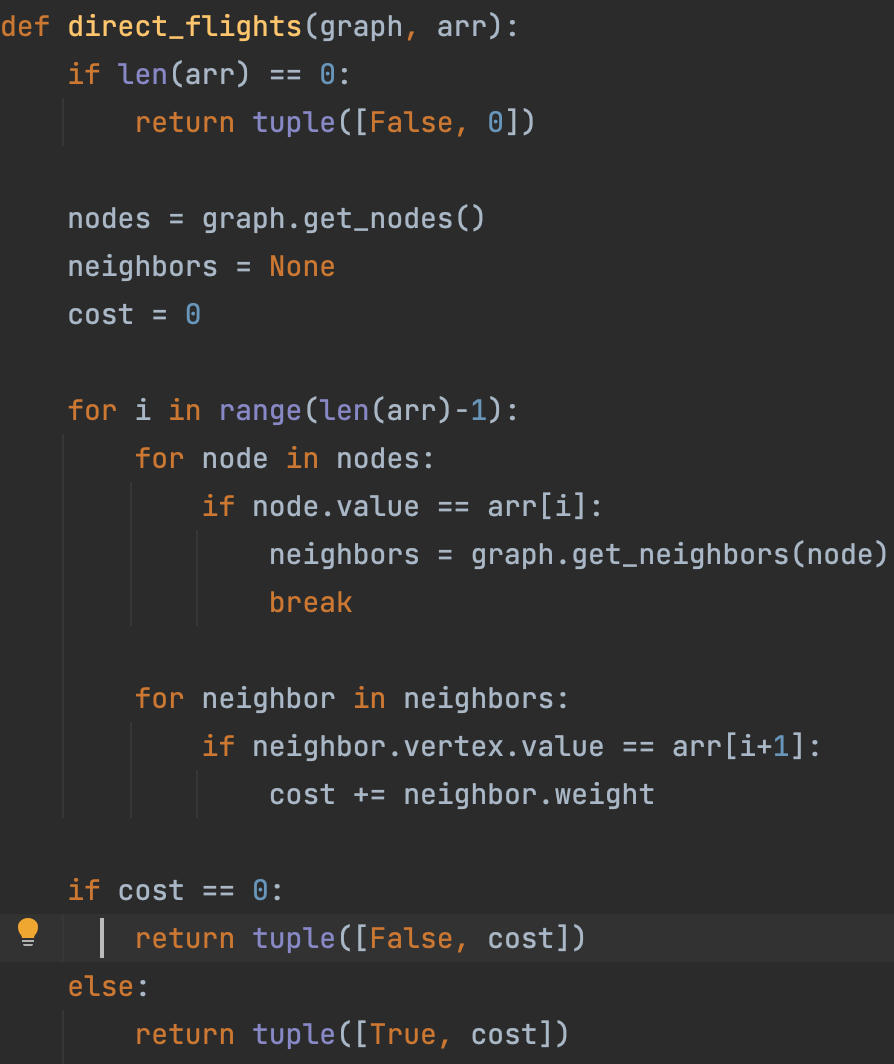 def direct_flights(graph, arr):
    if len(arr) == 0:
        return tuple([False, 0])
    nodes = graph.get_nodes()
    neighbors = None
    cost = 0
    for i in range(len(arr)-1):
        for node in nodes:
            if node.value == arr[i]:
                neighbors = graph.get_neighbors(node)
                break
        for neighbor in neighbors:
            if neighbor.vertex.value == arr[i+1]:
                cost += neighbor.weight
    if cost == 0:
        return tuple([False, cost])
    else:
        return tuple([True, cost])